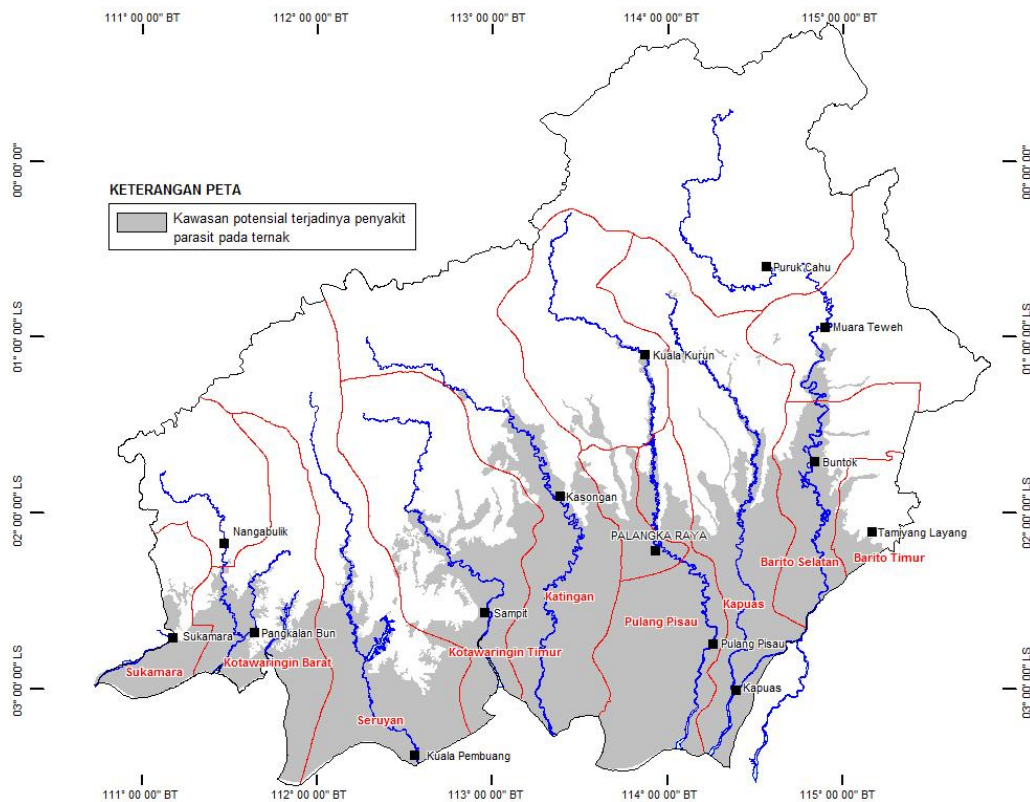 111° 00' 00" BT
112° 00' 00" BT
113° 00' 00" BT
114° 00' 00" BT
115° 00' 00" BT
00° 00' 00"
00° 00' 00"
KETERANGAN PETA
Kawasan potensial terjadinya penyakit
parasit pada ternak
Puruk Cahu
Muara Teweh
01° 00' 00" LS
01° 00' 00" LS
Kuala Kurun
Buntok
Kasongan
02° 00' 00" LS
02° 00' 00" LS
Nangabulik
PALANGKA RAYA
Tamiyang Layang
Barito Selatan
Barito Timur
Katingan
Kapuas
Sampit
Pulang Pisau
Sukamara
Pangkalan Bun
Pulang Pisau
Kotawaringin Timur
Kotawaringin Barat
Sukamara
03° 00' 00" LS
03° 00' 00" LS
Kapuas
Seruyan
Kuala Pembuang
111° 00' 00" BT
112° 00' 00" BT
113° 00' 00" BT
114° 00' 00" BT
115° 00' 00" BT